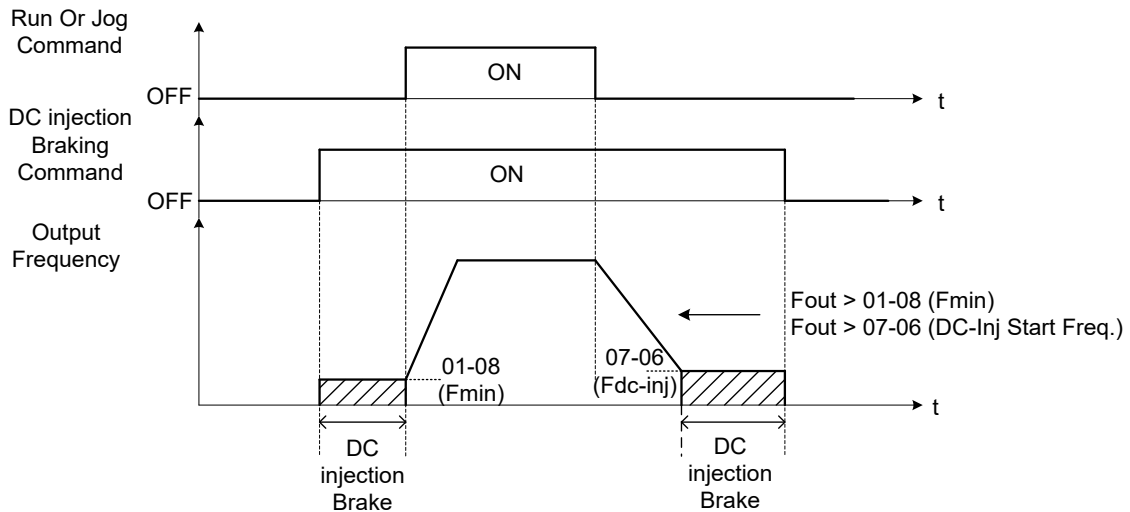 Run Or Jog
Command
ON
OFF
t
DC injection
Braking
Command
ON
OFF
t
Output
Frequency
Fout > 01-08 (Fmin)
Fout > 07-06 (DC-Inj Start Freq.)
01-08
(Fmin)
07-06
(Fdc-inj)
t
DC
injection
Brake
DC
injection
Brake